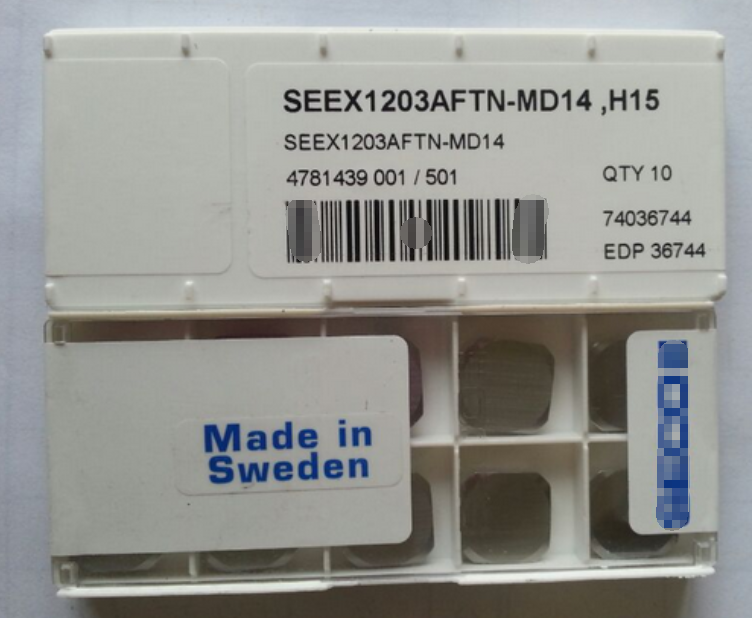 SEEX1203AFTN-MD14 ,H15
SEEX1203AFTN-MD14
4781439 001 / 501
QTY 10
74036744
EDP 36744
Made in
Sweden